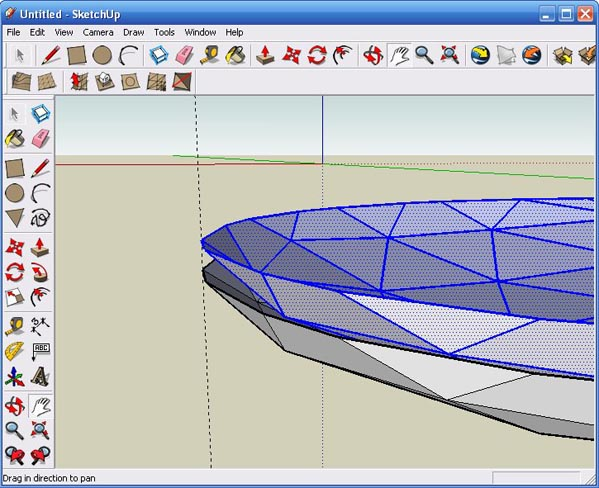 Untitled - SketchUp
File Edit View Camera Draw Tools Window Help
ABC
A
Drag in direction to pan